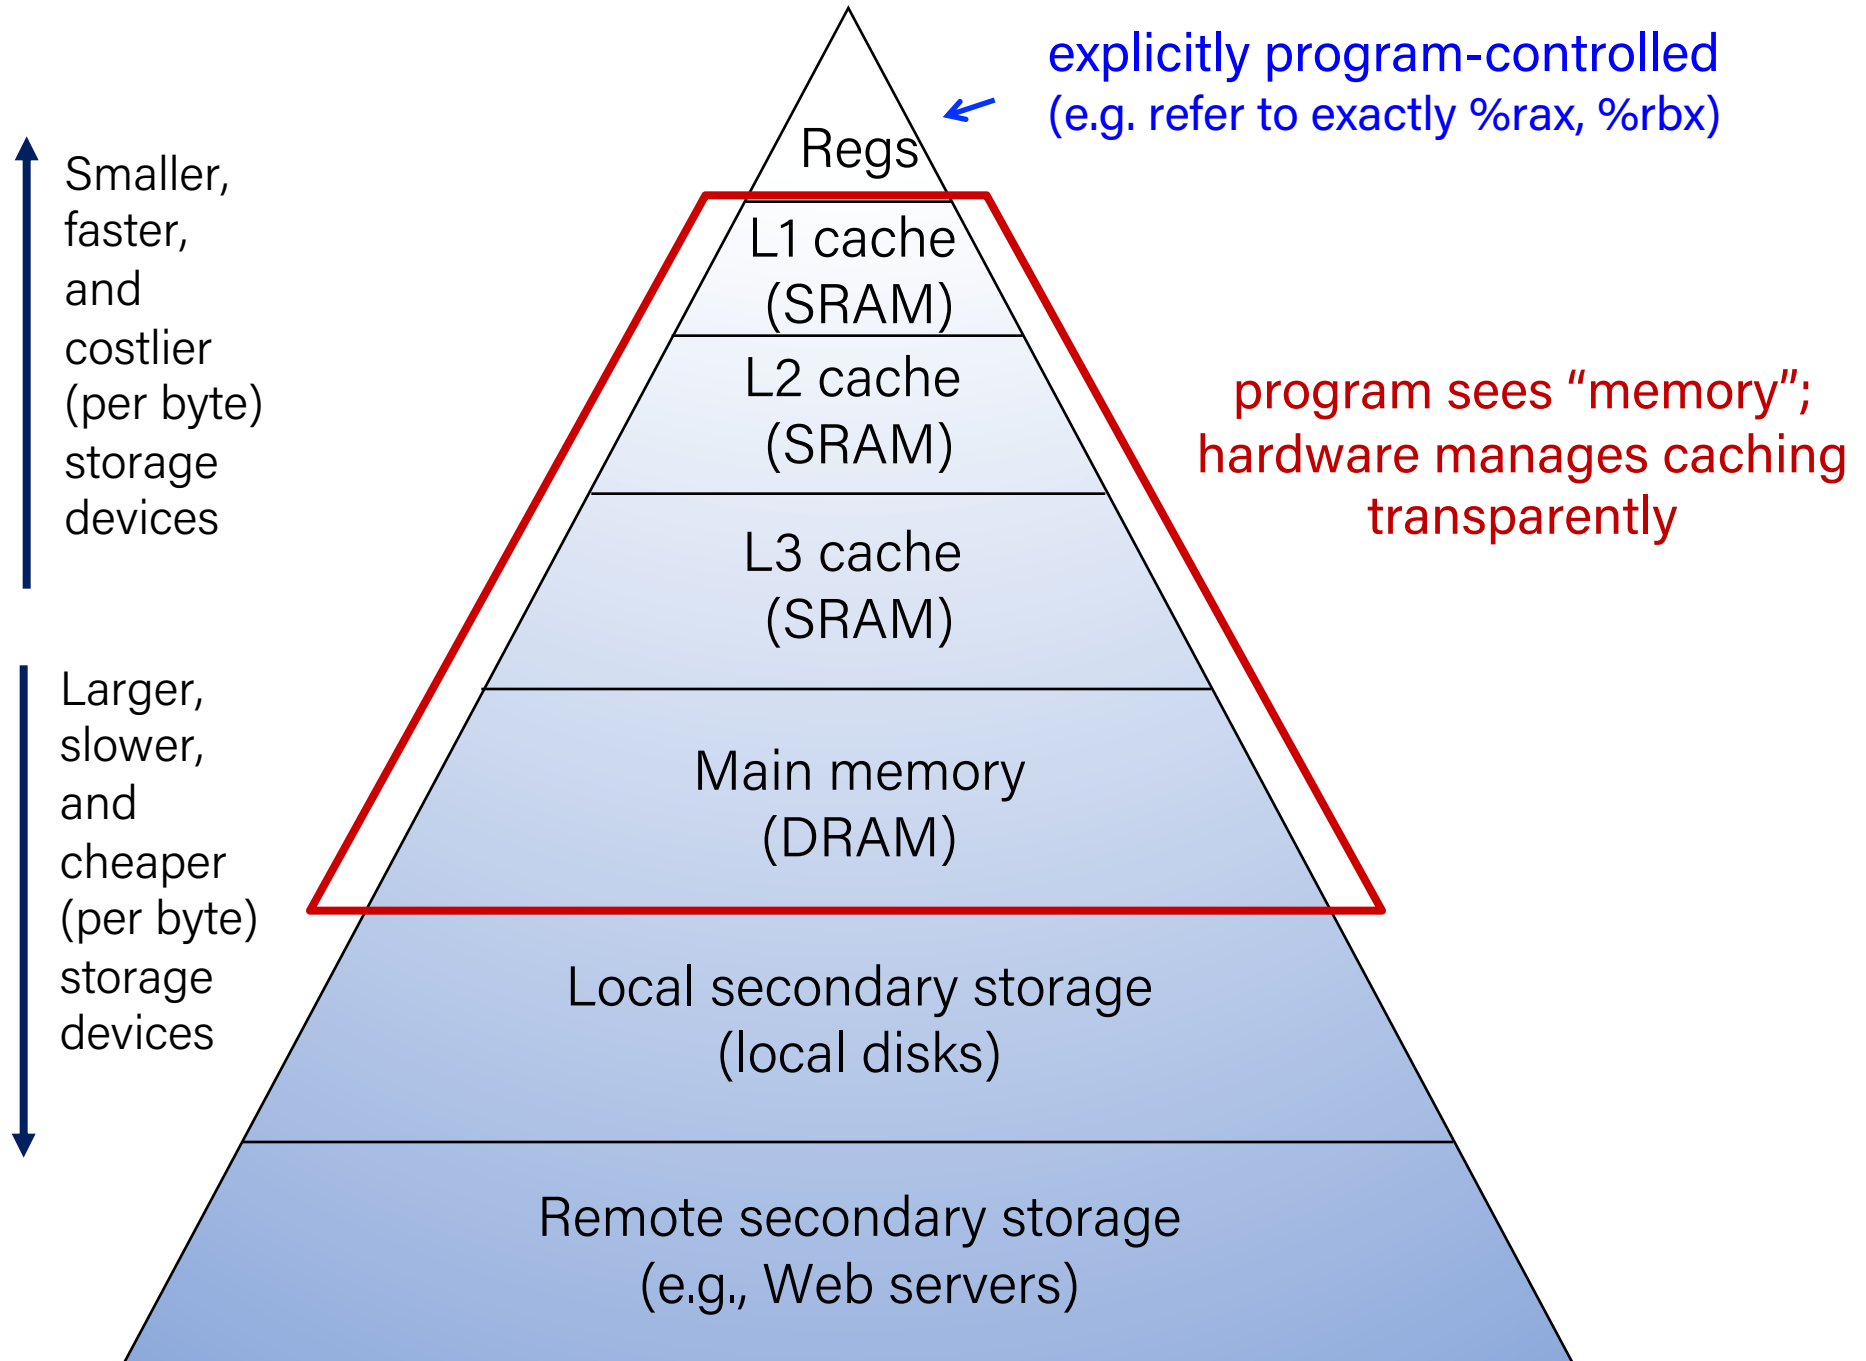 explicitly program-controlled
(e.g. refer to exactly %rax, %rbx)
Regs
Smaller,
faster,
and
costlier
(per byte)
storage
devices
L1 cache
(SRAM)
L2 cache
(SRAM)
program sees “memory”;
hardware manages caching
transparently
L3 cache
(SRAM)
Larger,
slower,
and
cheaper
(per byte)
storage
devices
Main memory
(DRAM)
Local secondary storage
(local disks)
Remote secondary storage
(e.g., Web servers)